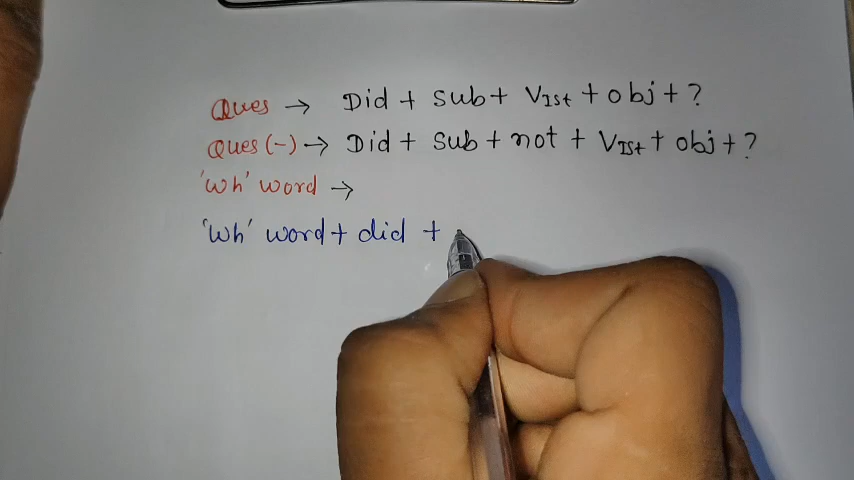 Ques → Did + sub + V1st + obj + ?
Ques (-) → Did + sub + not + V1st + obj + ?
'Wh' word →
'Wh' word + did +